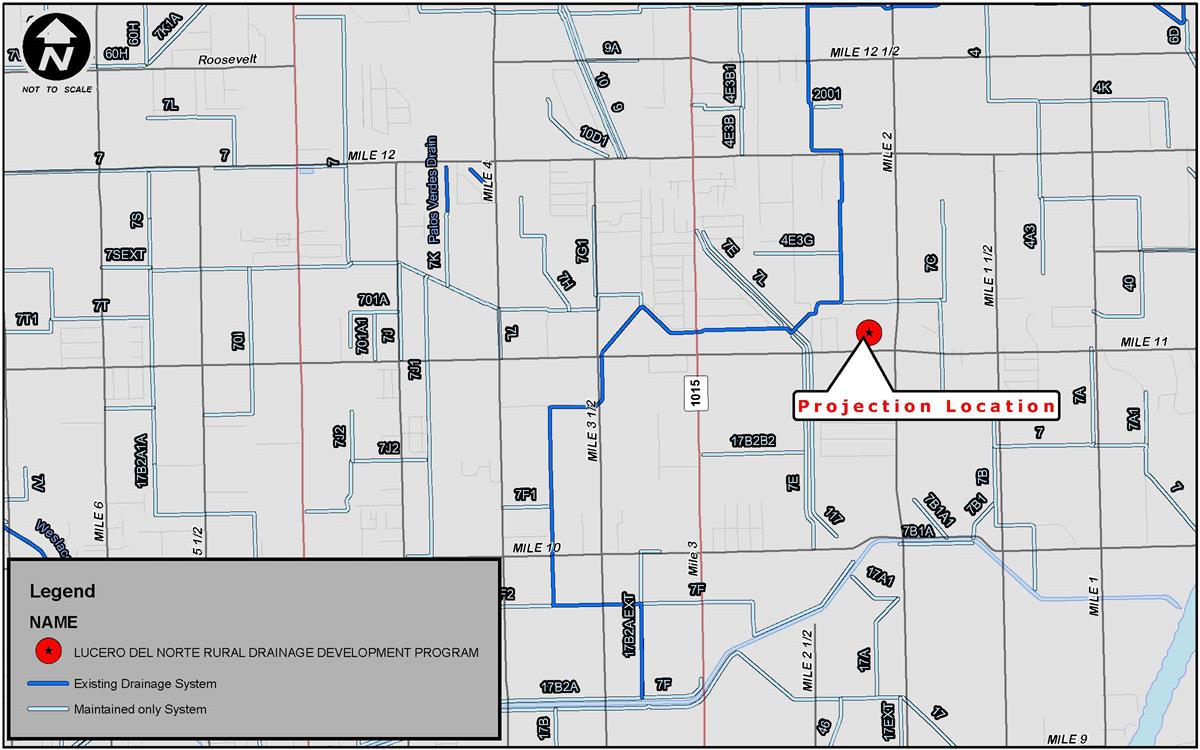 60H
60H
7K1A
Roosevelt
N
NOT TO SCALE
7L
9A
10
9
10D1
4E3B1
4E3B
2001
MILE 12 1/2
4
6D
4K
7
7
7
MILE 12
Palos Verdes Drain
7K
MILE 4
MILE 2
7S
7SEXT
7T
7T1
701
701A
701A1
7J
7J1
7G1
7H
7L
7E
7L
4E3G
7C
MILE 1 1/2
4A3
40
MILE 11
1015
Projection Location
MILE 3 1/2
17B2B2
7E
117
7J2
7J2
17B2A1A
7V
MILE 6
5 1/2
Weslac
7F1
MILE 10
Mile 3
7A
7A1
7
7
7B
7B1
7B1A1
7B1A
17A1
MILE 1
F2
7F
17B2A EXT
17A
MILE 2 1/2
17B2A
7F
17B
46
17EXT
17
MILE 9
Legend
NAME
LUCERO DEL NORTE RURAL DRAINAGE DEVELOPMENT PROGRAM
Existing Drainage System
Maintained only System